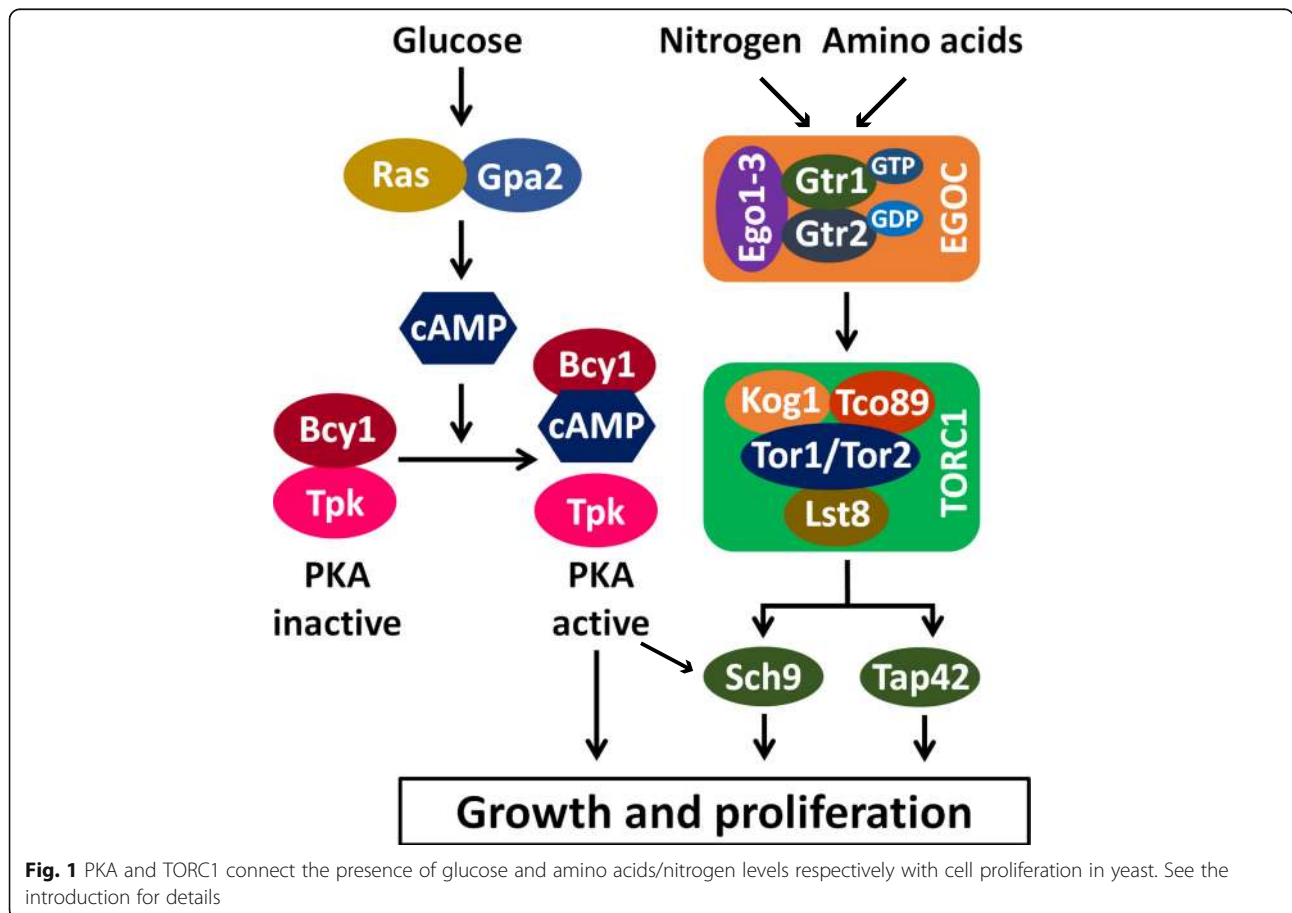 Glucose
Nitrogen Amino acids
Ras
Gpa2
Ego1-3
Gtr1
GTP
Gtr2
GDP
EGOC
cAMP
Bcy1
cAMP
Tpk
Bcy1
Tpk
Kog1
Tco89
Tor1/Tor2
Lst8
TORC1
PKA
inactive
PKA
active
Sch9
Tap42
Growth and proliferation
Fig. 1 PKA and TORC1 connect the presence of glucose and amino acids/nitrogen levels respectively with cell proliferation in yeast. See the
introduction for details